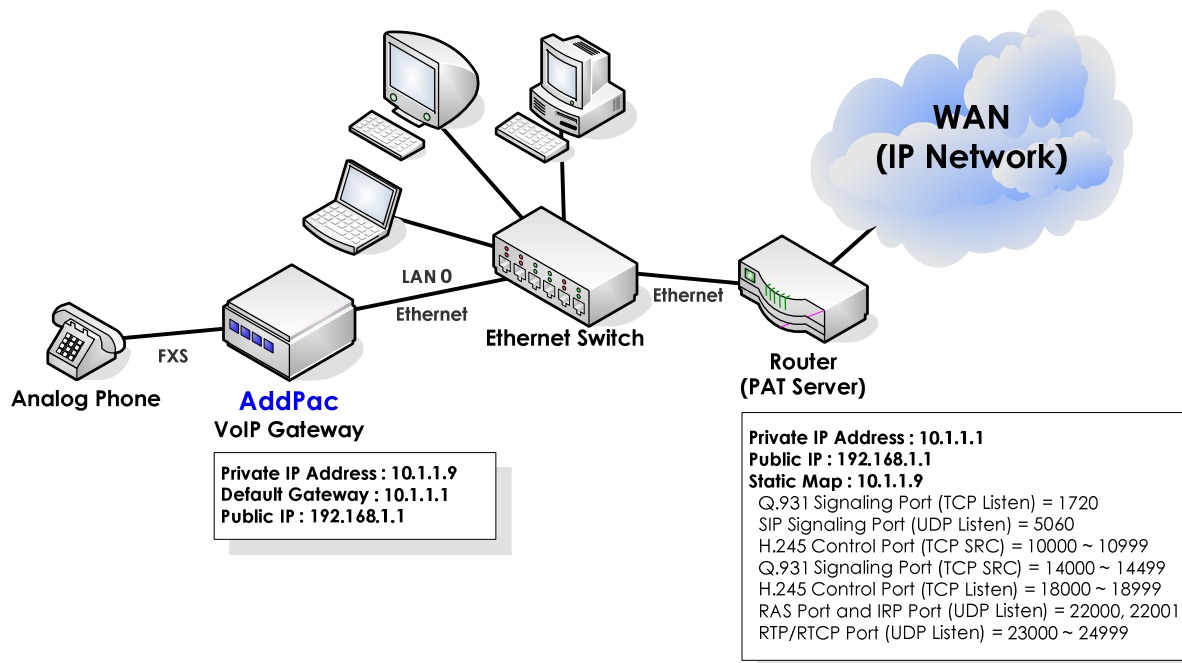 WAN
(IP Network)
LAN 0
Ethernet
Ethernet
Ethernet Switch
FXS
Analog Phone
AddPac
VoIP Gateway
Router
(PAT Server)
Private IP Address : 10.1.1.9
Default Gateway : 10.1.1.1
Public IP : 192.168.1.1
Private IP Address : 10.1.1.1
Public IP : 192.168.1.1
Static Map : 10.1.1.9
Q.931 Signaling Port (TCP Listen) = 1720
SIP Signaling Port (UDP Listen) = 5060
H.245 Control Port (TCP SRC) = 10000 ~ 10999
Q.931 Signaling Port (TCP SRC) = 14000 ~ 14499
H.245 Control Port (TCP Listen) = 18000 ~ 18999
RAS Port and IRP Port (UDP Listen) = 22000, 22001
RTP/RTCP Port (UDP Listen) = 23000 ~ 24999